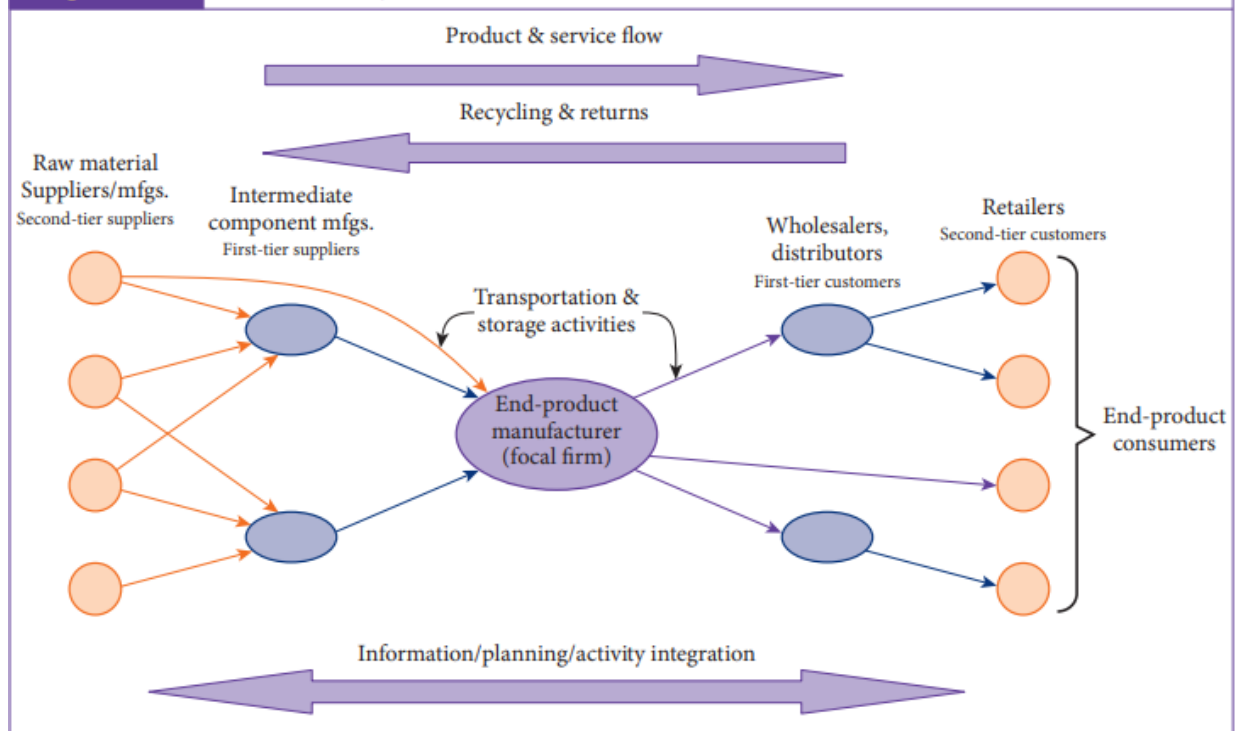 Product & service flow
Recycling & returns
Raw material
Suppliers/mfgs.
Second-tier suppliers
Intermediate
component mfgs.
First-tier suppliers
Wholesalers,
distributors
First-tier customers
Retailers
Second-tier customers
Transportation &
storage activities
End-product
manufacturer
(focal firm)
End-product
consumers
Information/planning/activity integration